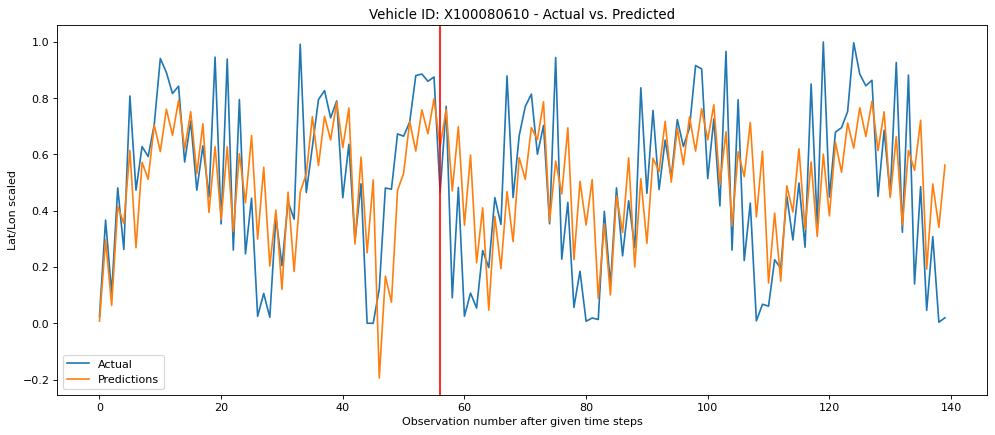 Vehicle ID: X100080610 - Actual vs. Predicted
Lat/Lon scaled
1.0
0.8
0.6
0.4
0.2
0.0
−0.2
Actual
Predictions
0 20 40 60 80 100 120 140
Observation number after given time steps